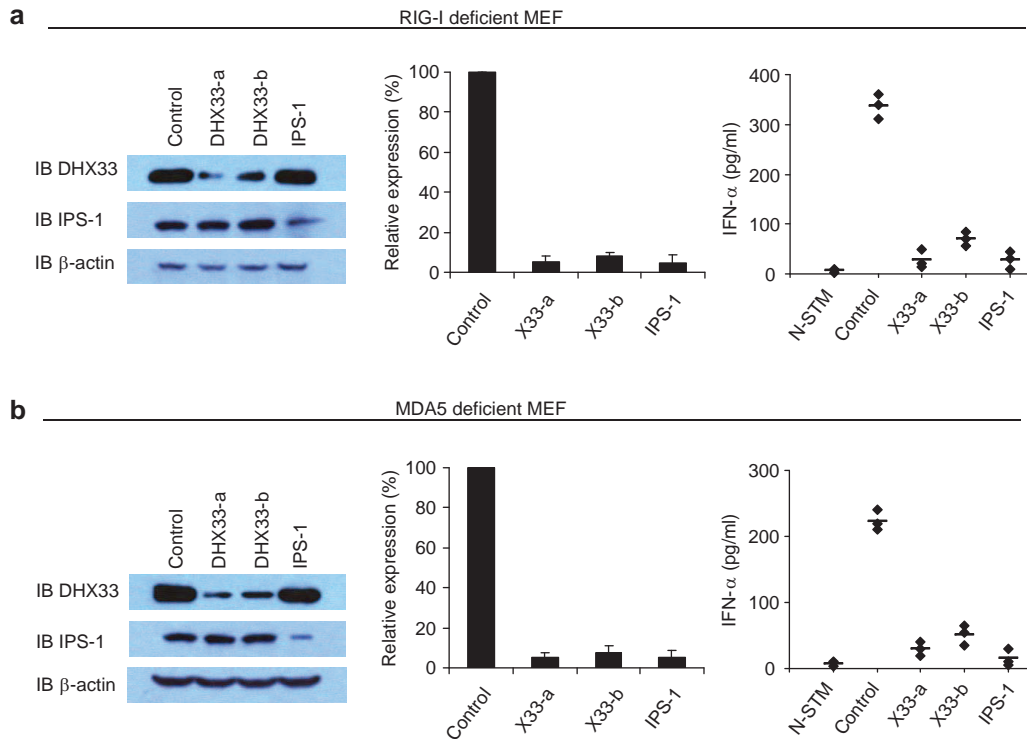 a
RIG-I deficient MEF
Control
DHX33-a
DHX33-b
IPS-1
IB DHX33
IB IPS-1
IB β-actin
Relative expression (%)
100
80
60
40
20
0
Control
X33-a
X33-b
IPS-1
IFN-α (pg/ml)
400
300
200
100
0
N-STM
Control
X33-a
X33-b
IPS-1
b
MDA5 deficient MEF
Control
DHX33-a
DHX33-b
IPS-1
IB DHX33
IB IPS-1
IB β-actin
Relative expression (%)
100
80
60
40
20
0
Control
X33-a
X33-b
IPS-1
IFN-α (pg/ml)
300
200
100
0
N-STM
Control
X33-a
X33-b
IPS-1